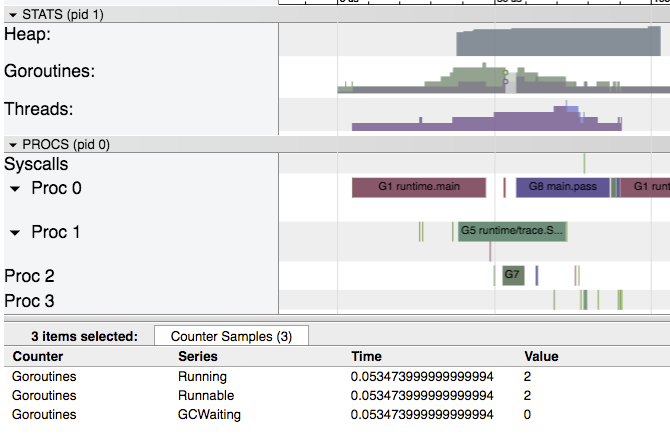 STATS (pid 1)
Heap:
Goroutines:
Threads:
PROCS (pid 0)
Syscalls
Proc 0
G1 runtime.main
G8 main.pass
G1 runt
Proc 1
G5 runtime/trace.S...
Proc 2
G7
Proc 3
3 items selected:
Counter Samples (3)
Counter Series Time Value
Goroutines Running 0.053473999999999994 2
Goroutines Runnable 0.053473999999999994 2
Goroutines GCWaiting 0.053473999999999994 0